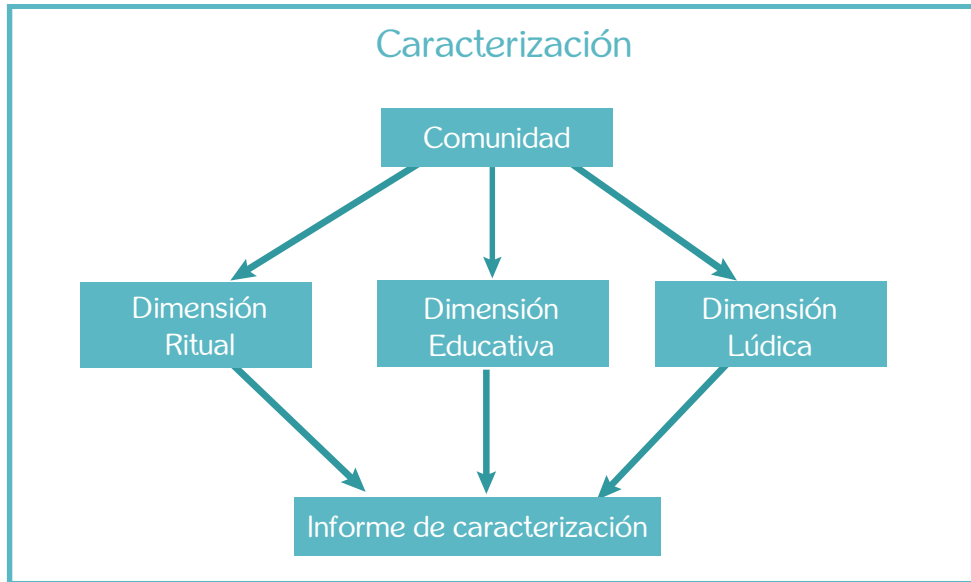 Caracterización
Comunidad
Dimensión
Ritual
Dimensión
Educativa
Dimensión
Lúdica
Informe de caracterización